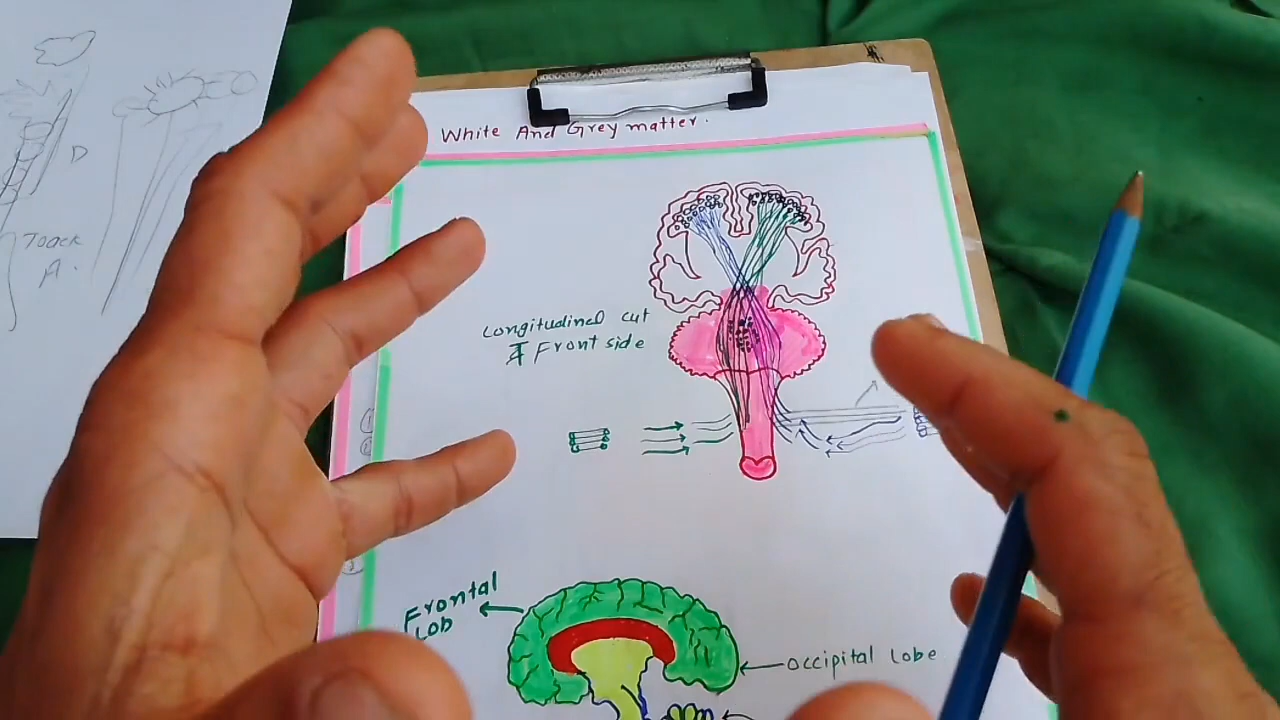 White And Grey matter.
Longitudinal cut
Front side
Frontal
Lob
occipital lobe
D
A.